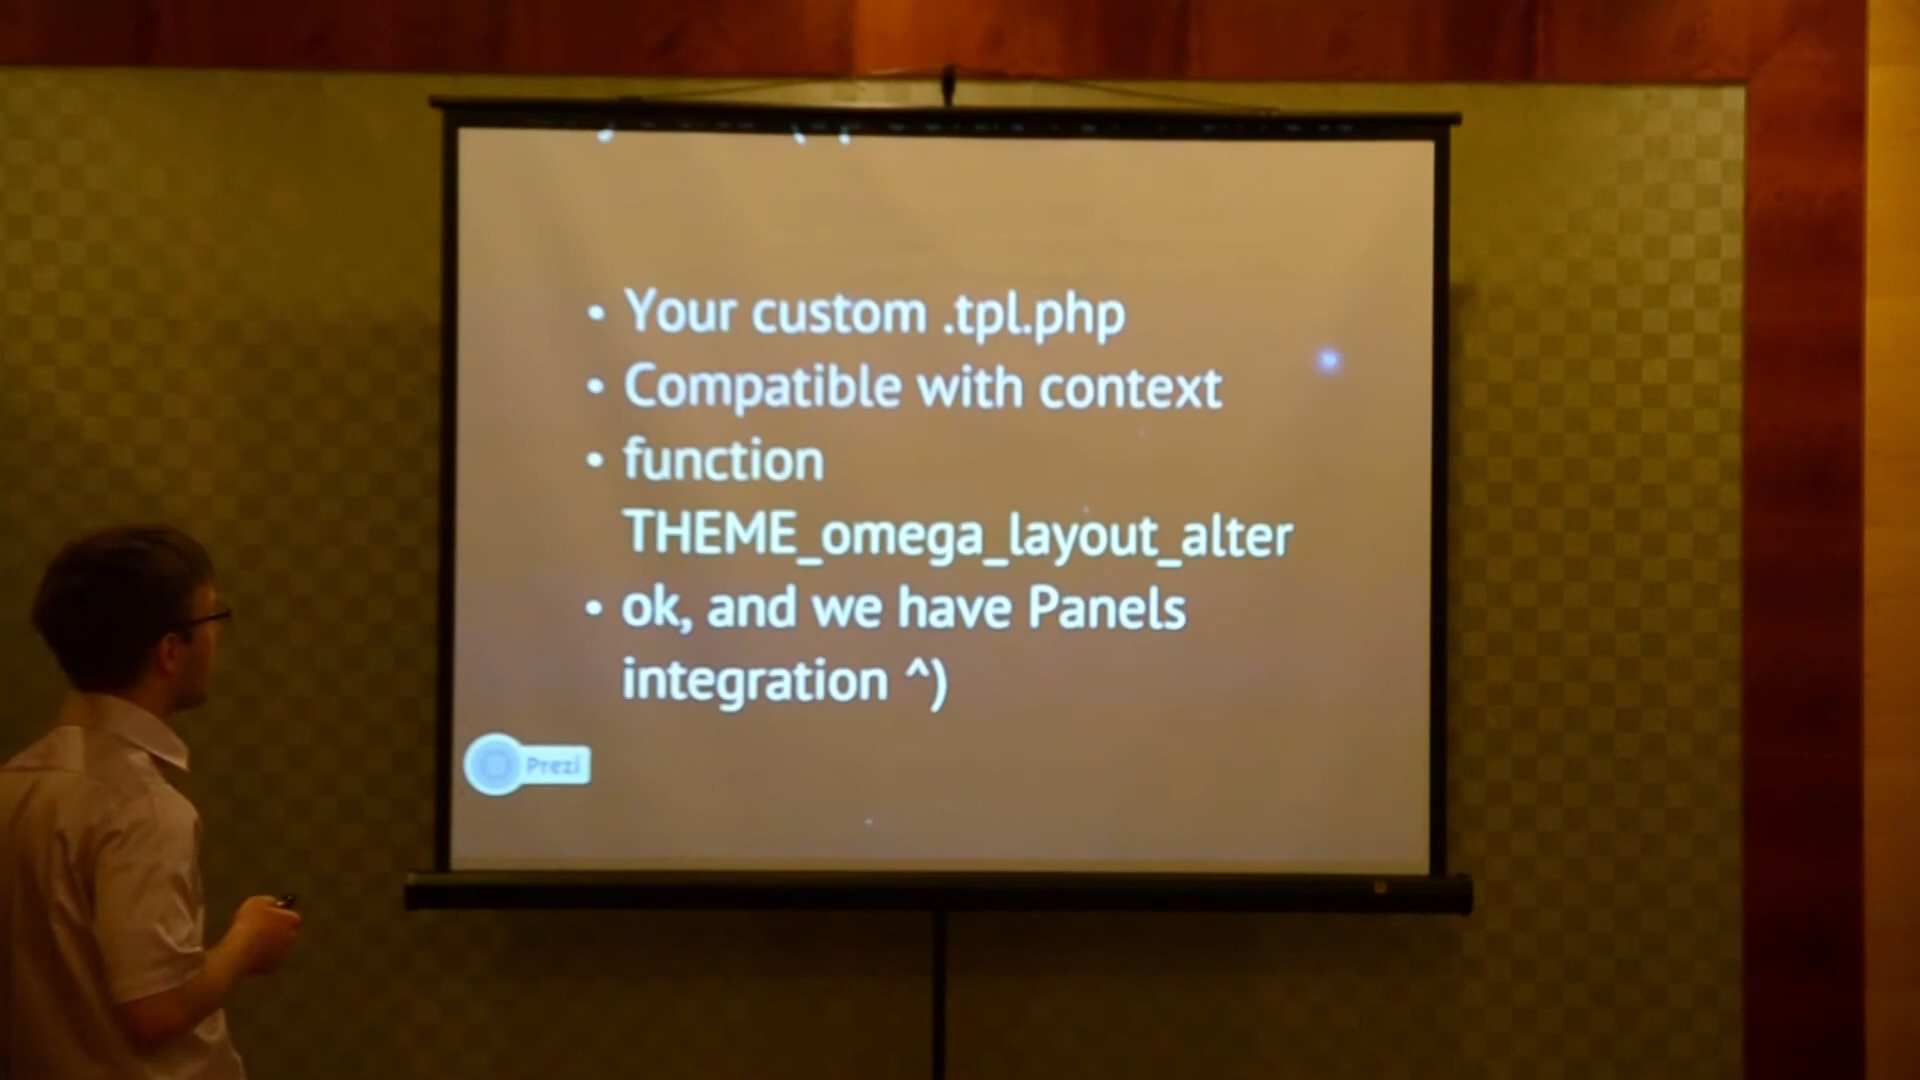 • Your custom .tpl.php
• Compatible with context
• function
THEME_omega_layout_alter
• ok, and we have Panels
integration ^)
Prezi